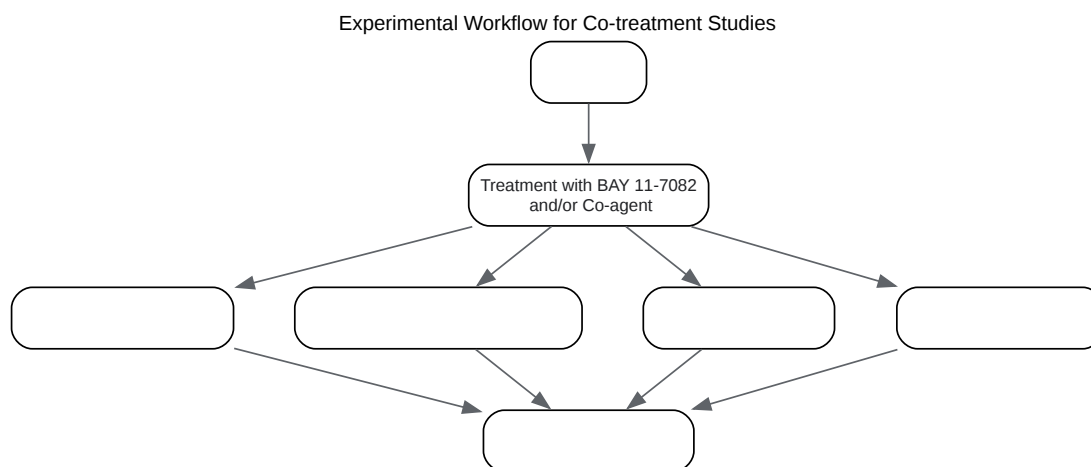 Experimental Workflow for Co-treatment Studies
Treatment with BAY 11-7082
and/or Co-agent